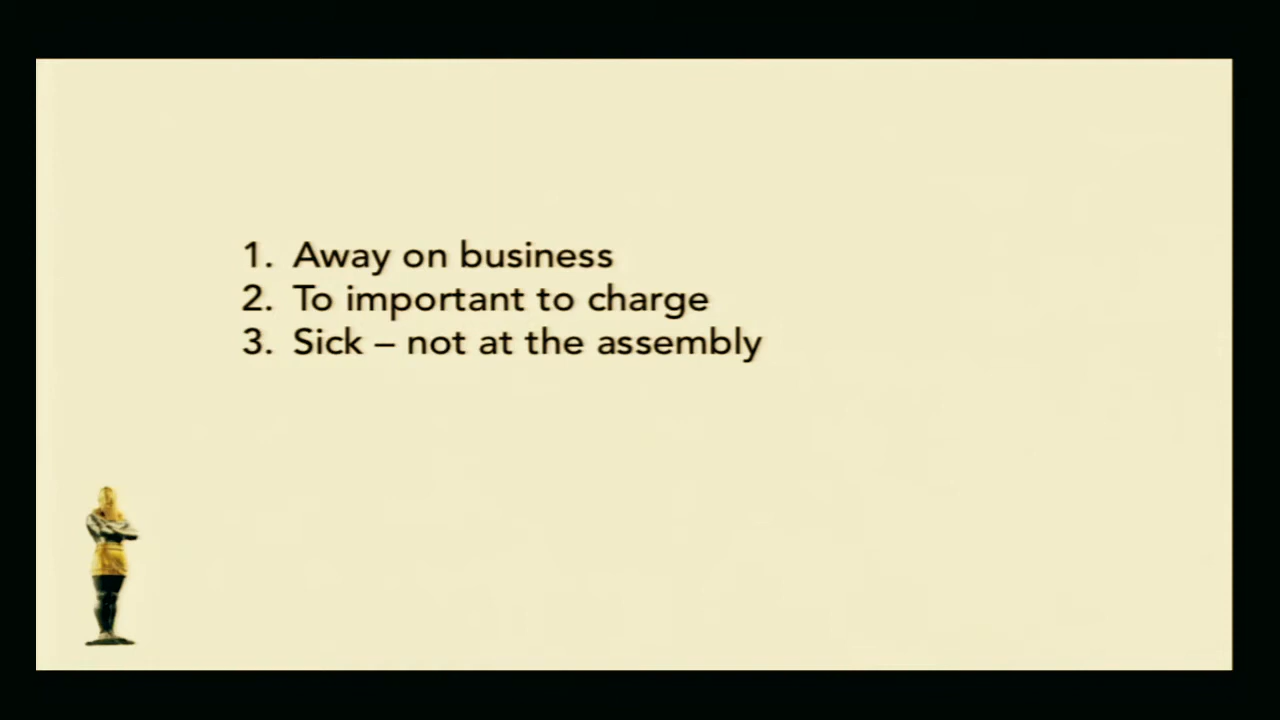 1. Away on business
2. To important to charge
3. Sick – not at the assembly